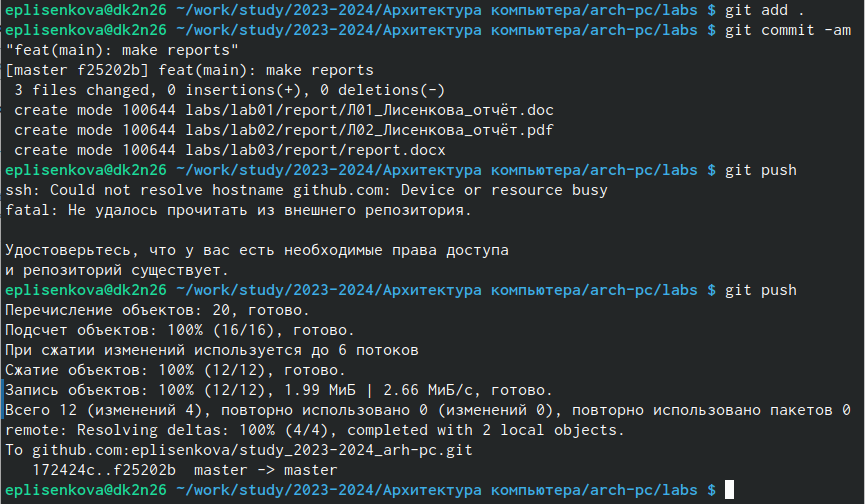 eplisenkova@dk2n26 ~/work/study/2023-2024/Архитектура компьютера/arch-pc/labs $ git add .
eplisenkova@dk2n26 ~/work/study/2023-2024/Архитектура компьютера/arch-pc/labs $ git commit -am
"feat(main): make reports"
[master f25202b] feat(main): make reports
 3 files changed, 0 insertions(+), 0 deletions(-)
 create mode 100644 labs/lab01/report/Л01_Лисенкова_отчёт.doc
 create mode 100644 labs/lab02/report/Л02_Лисенкова_отчёт.pdf
 create mode 100644 labs/lab03/report/report.docx
eplisenkova@dk2n26 ~/work/study/2023-2024/Архитектура компьютера/arch-pc/labs $ git push
ssh: Could not resolve hostname github.com: Device or resource busy
fatal: Не удалось прочитать из внешнего репозитория.

Удостоверьтесь, что у вас есть необходимые права доступа
и репозиторий существует.
eplisenkova@dk2n26 ~/work/study/2023-2024/Архитектура компьютера/arch-pc/labs $ git push
Перечисление объектов: 20, готово.
Подсчет объектов: 100% (16/16), готово.
При сжатии изменений используется до 6 потоков
Сжатие объектов: 100% (12/12), готово.
Запись объектов: 100% (12/12), 1.99 МиБ | 2.66 МиБ/с, готово.
Всего 12 (изменений 4), повторно использовано 0 (изменений 0), повторно использовано пакетов 0
remote: Resolving deltas: 100% (4/4), completed with 2 local objects.
To github.com:eplisenkova/study_2023-2024_arh-pc.git
   172424c..f25202b  master -> master
eplisenkova@dk2n26 ~/work/study/2023-2024/Архитектура компьютера/arch-pc/labs $